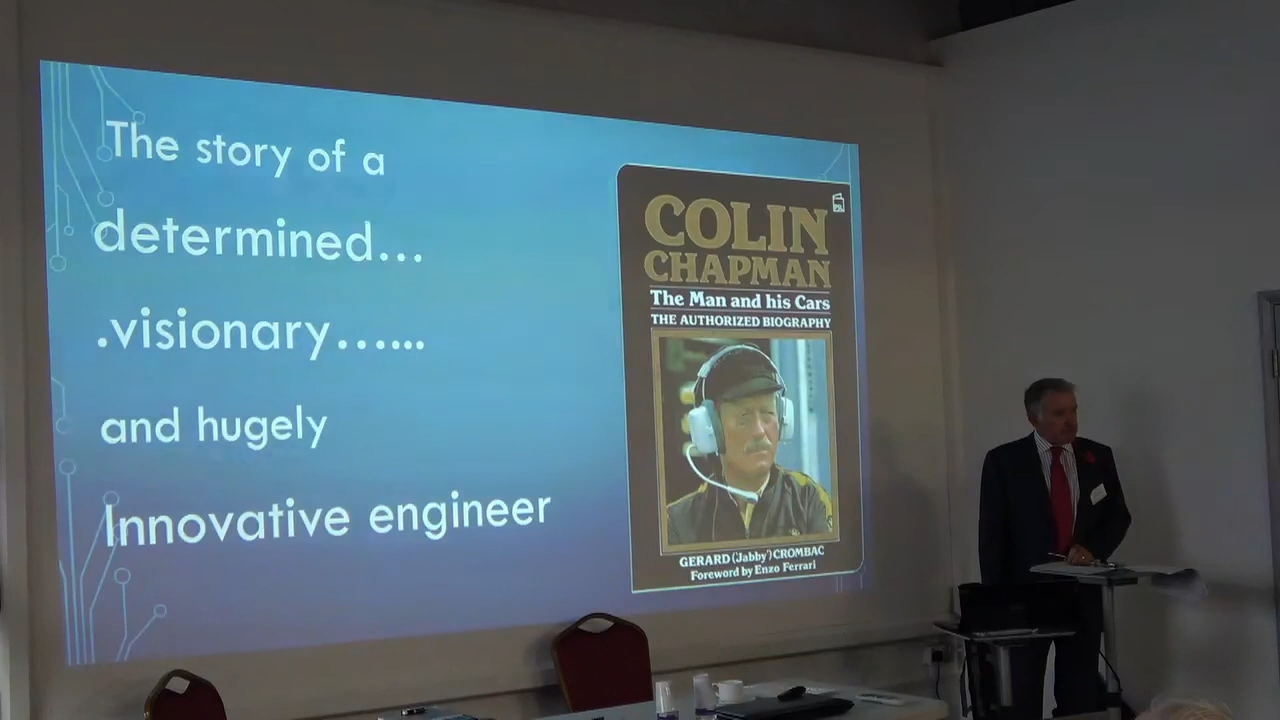 The story of a
determined...
.visionary......
and hugely
Innovative engineer
COLIN
CHAPMAN
The Man and his Cars
THE AUTHORIZED BIOGRAPHY
GERARD ('Jabby') CROMBAC
Foreword by Enzo Ferrari